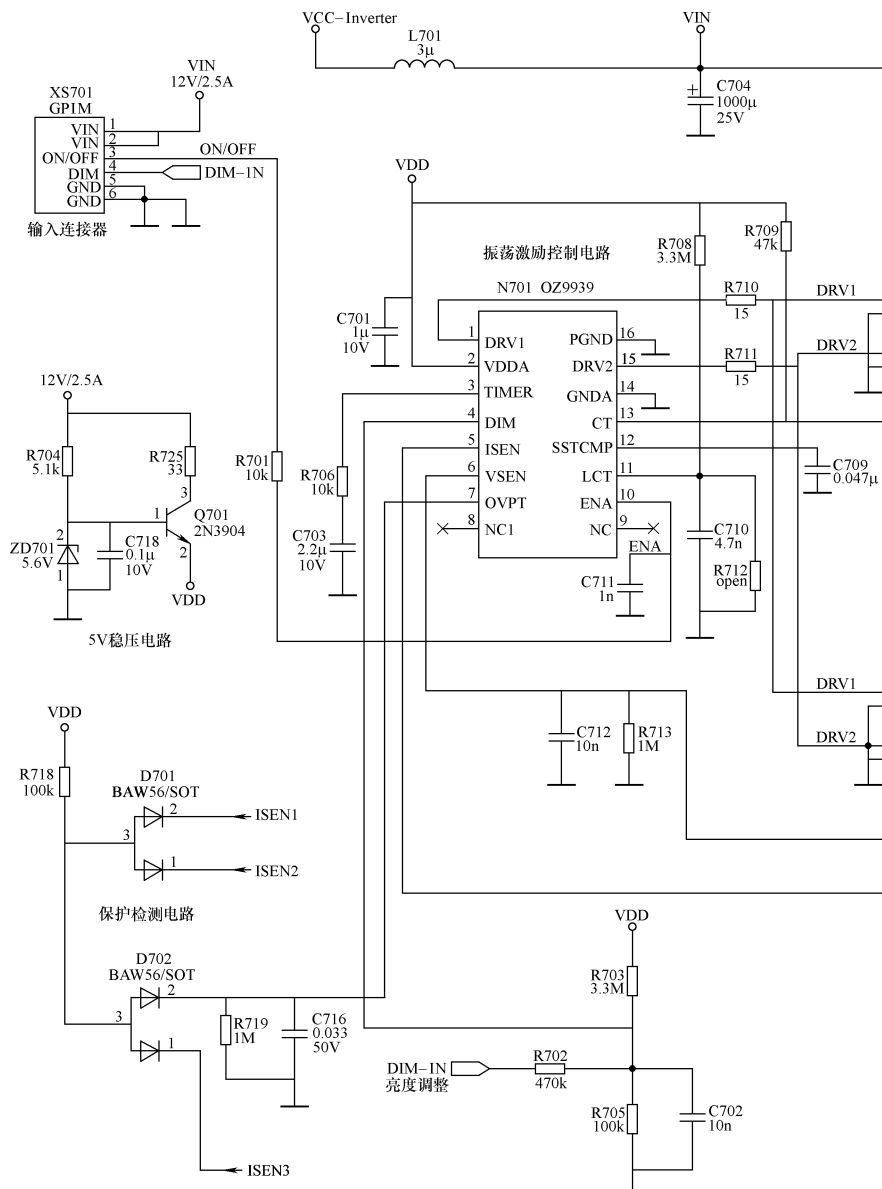 VCC-Inverter
L701
3μ
VIN
C704
1000μ
25V
+
VIN
12V/2.5A
XS701
GPIM
VIN 1
VIN 2
ON/OFF 3
DIM 4
GND 5
GND 6
ON/OFF
DIM-1N
输入连接器
VDD
振荡激励控制电路
R708
3.3M
R709
47k
N701 OZ9939
C701
1μ
10V
1 DRV1
2 VDDA
3 TIMER
4 DIM
5 ISEN
6 VSEN
7 OVPT
8 NC1
PGND 16
DRV2 15
GNDA 14
CT 13
SSTCMP 12
LCT 11
ENA 10
NC 9
R710
15
DRV1
R711
15
DRV2
12V/2.5A
R704
5.1k
R725
33
3
1
2
Q701
2N3904
2
ZD701
5.6V
1
C718
0.1μ
10V
VDD
5V稳压电路
R701
10k
R706
10k
C703
2.2μ
10V
C709
0.047μ
ENA
C711
1n
C710
4.7n
R712
open
C712
10n
R713
1M
DRV1
DRV2
VDD
R718
100k
D701
BAW56/SOT
3
2
ISEN1
1
ISEN2
保护检测电路
D702
BAW56/SOT
3
2
1
R719
1M
C716
0.033
50V
ISEN3
VDD
R703
3.3M
DIM-IN
亮度调整
R702
470k
R705
100k
C702
10n